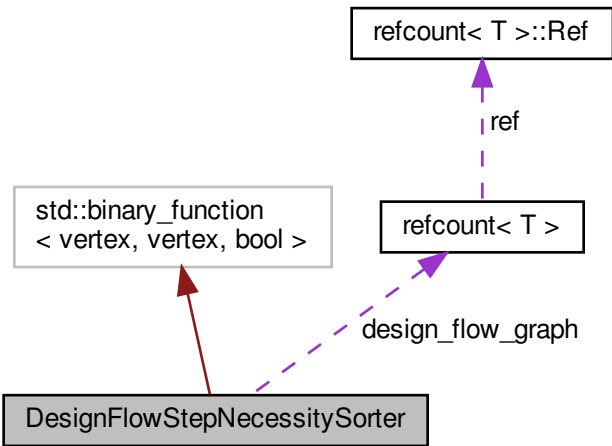 refcount< T >::Ref
ref
std::binary_function
< vertex, vertex, bool >
refcount< T >
design_flow_graph
DesignFlowStepNecessitySorter